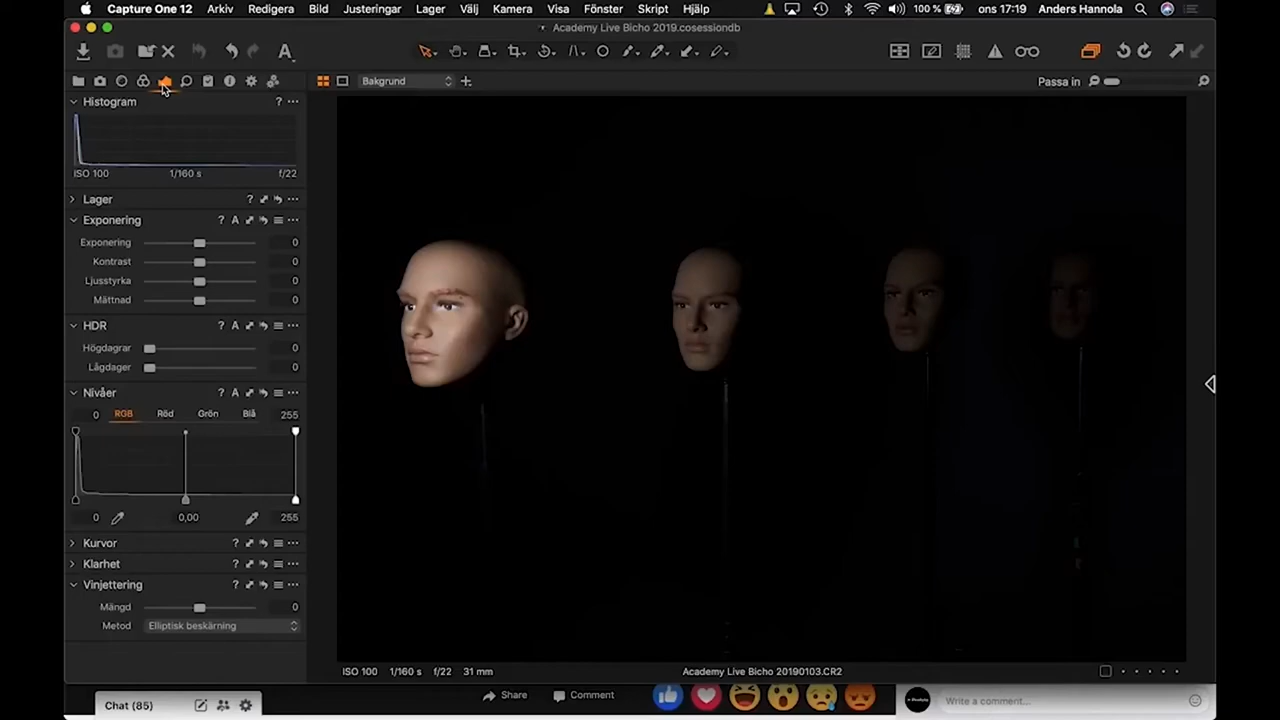 Capture One 12 Arkiv Redigera Bild Justeringar Lager Välj Kamera Visa Fönster Skript Hjälp 100 % ons 17:19 Anders Hannola
Academy Live Bicho 2019.cosessiondb
Bakgrund
Passa in
Histogram ?
ISO 100 1/160 s f/22
Lager ?
Exponering ? A
Exponering 0
Kontrast 0
Ljusstyrka 0
Mättnad 0
HDR ? A
Högdagrar 0
Lågdager 0
Nivåer ? A
0 RGB Röd Grön Blå 255
0 0,00 255
Kurvor ?
Klarhet ?
Vinjettering ?
Mängd 0
Metod Elliptisk beskärning
ISO 100 1/160 s f/22 31 mm Academy Live Bicho 20190103.CR2
Chat (85) Share Comment Write a comment...